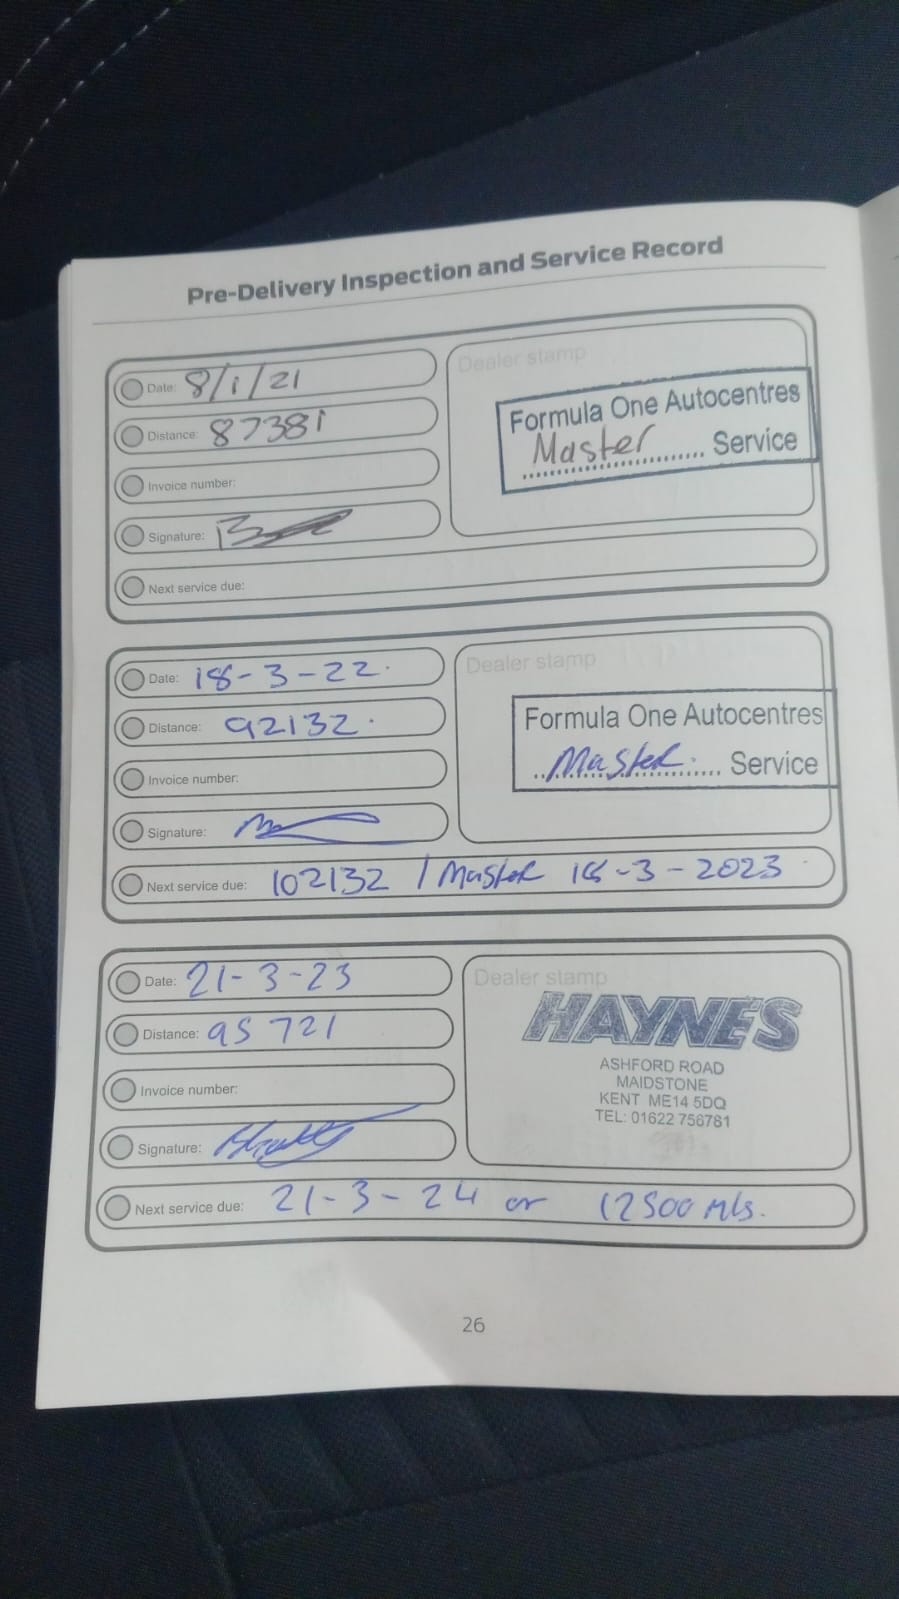 Pre-Delivery Inspection and Service Record
Date: 8/1/21
Distance: 87381
Invoice number:
Signature:
Next service due:
Dealer stamp
Formula One Autocentres
Master Service
Date: 18-3-22.
Distance: 92132.
Invoice number:
Signature:
Next service due: 102132 / Master 18-3-2023
Dealer stamp
Formula One Autocentres
Master. Service
Date: 21-3-23
Distance: 95 721
Invoice number:
Signature:
Next service due: 21-3-24 or 12500 mls.
Dealer stamp
HAYNES
ASHFORD ROAD
MAIDSTONE
KENT ME14 5DQ
TEL: 01622 756781
26